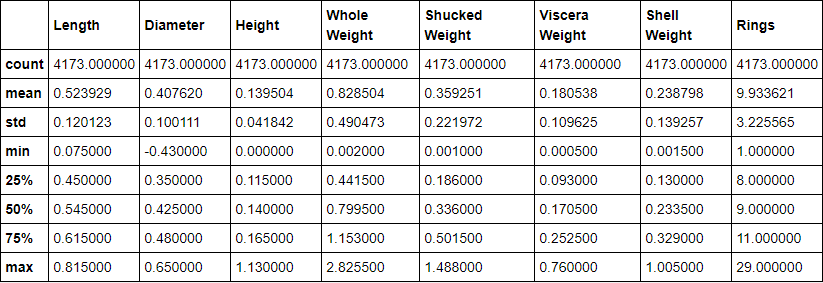 Length Diameter Height Whole Weight Shucked Weight Viscera Weight Shell Weight Rings
count 4173.000000 4173.000000 4173.000000 4173.000000 4173.000000 4173.000000 4173.000000 4173.000000
mean 0.523929 0.407620 0.139504 0.828504 0.359251 0.180538 0.238798 9.933621
std 0.120123 0.100111 0.041842 0.490473 0.221972 0.109625 0.139257 3.225565
min 0.075000 -0.430000 0.000000 0.002000 0.001000 0.000500 0.001500 1.000000
25% 0.450000 0.350000 0.115000 0.441500 0.186000 0.093000 0.130000 8.000000
50% 0.545000 0.425000 0.140000 0.799500 0.336000 0.170500 0.233500 9.000000
75% 0.615000 0.480000 0.165000 1.153000 0.501500 0.252500 0.329000 11.000000
max 0.815000 0.650000 1.130000 2.825500 1.488000 0.760000 1.005000 29.000000